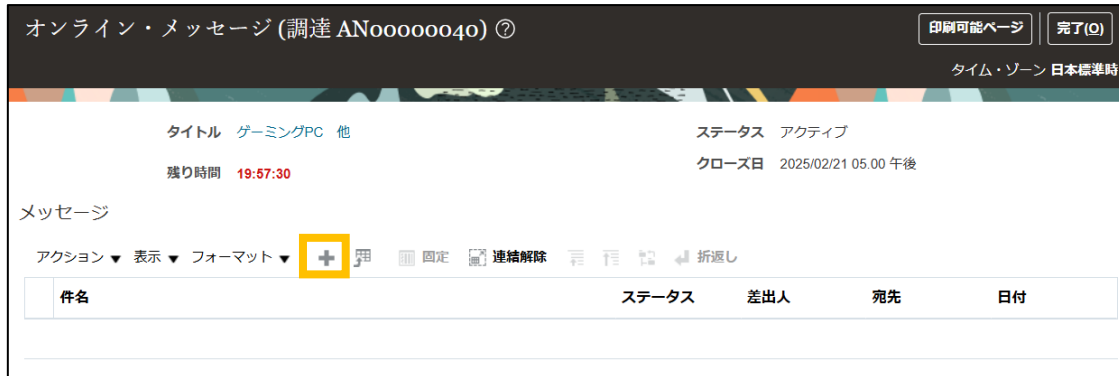 オンライン・メッセージ (調達 AN00000040) ?
印刷可能ページ 完了(O)
タイム・ゾーン 日本標準時
タイトル ゲーミングPC 他 ステータス アクティブ
残り時間 19:57:30 クローズ日 2025/02/21 05.00 午後
メッセージ
アクション ▼ 表示 ▼ フォーマット ▼ 固定 連結解除 折返し
件名 ステータス 差出人 宛先 日付